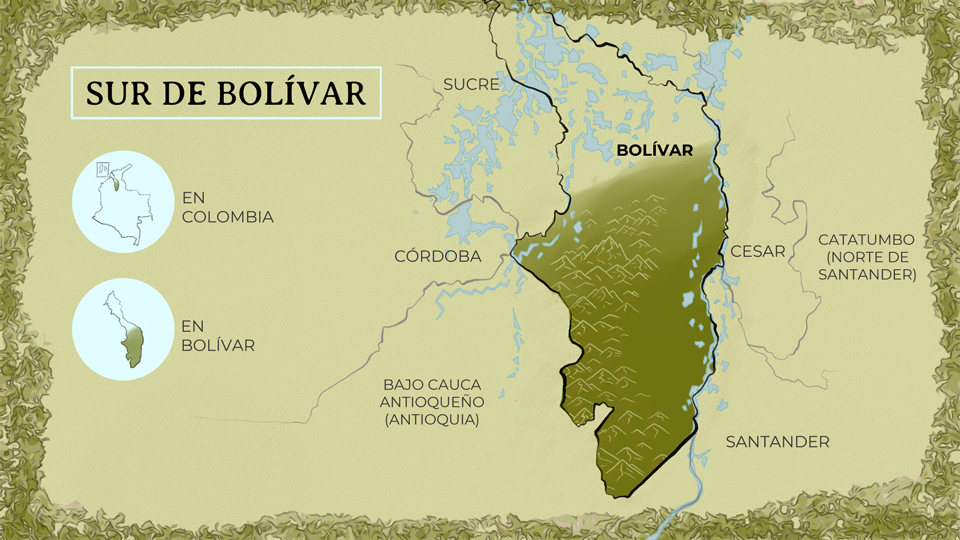 SUR DE BOLÍVAR
EN
COLOMBIA
EN
BOLÍVAR
SUCRE
BOLÍVAR
CÓRDOBA
CESAR
CATATUMBO
(NORTE DE
SANTANDER)
BAJO CAUCA
ANTIOQUEÑO
(ANTIOQUIA)
SANTANDER